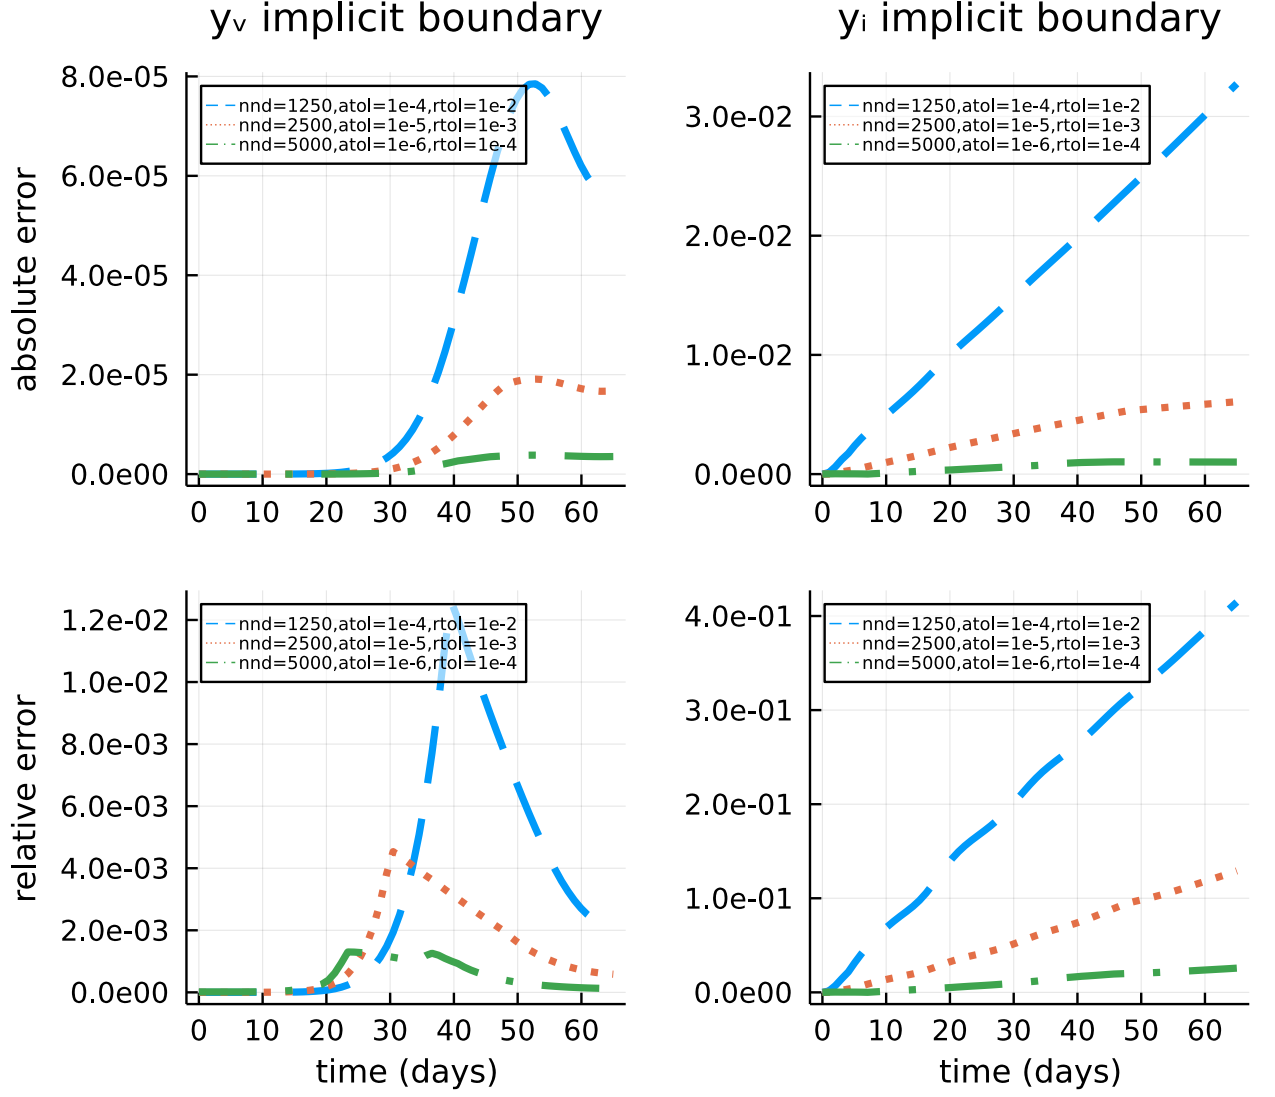 yᵥ implicit boundary
absolute error
8.0e-05
6.0e-05
4.0e-05
2.0e-05
0.0e00
nnd=1250,atol=1e-4,rtol=1e-2
nnd=2500,atol=1e-5,rtol=1e-3
nnd=5000,atol=1e-6,rtol=1e-4
0 10 20 30 40 50 60
yᵢ implicit boundary
3.0e-02
2.0e-02
1.0e-02
0.0e00
nnd=1250,atol=1e-4,rtol=1e-2
nnd=2500,atol=1e-5,rtol=1e-3
nnd=5000,atol=1e-6,rtol=1e-4
0 10 20 30 40 50 60
relative error
1.2e-02
1.0e-02
8.0e-03
6.0e-03
4.0e-03
2.0e-03
0.0e00
nnd=1250,atol=1e-4,rtol=1e-2
nnd=2500,atol=1e-5,rtol=1e-3
nnd=5000,atol=1e-6,rtol=1e-4
0 10 20 30 40 50 60
time (days)
4.0e-01
3.0e-01
2.0e-01
1.0e-01
0.0e00
nnd=1250,atol=1e-4,rtol=1e-2
nnd=2500,atol=1e-5,rtol=1e-3
nnd=5000,atol=1e-6,rtol=1e-4
0 10 20 30 40 50 60
time (days)